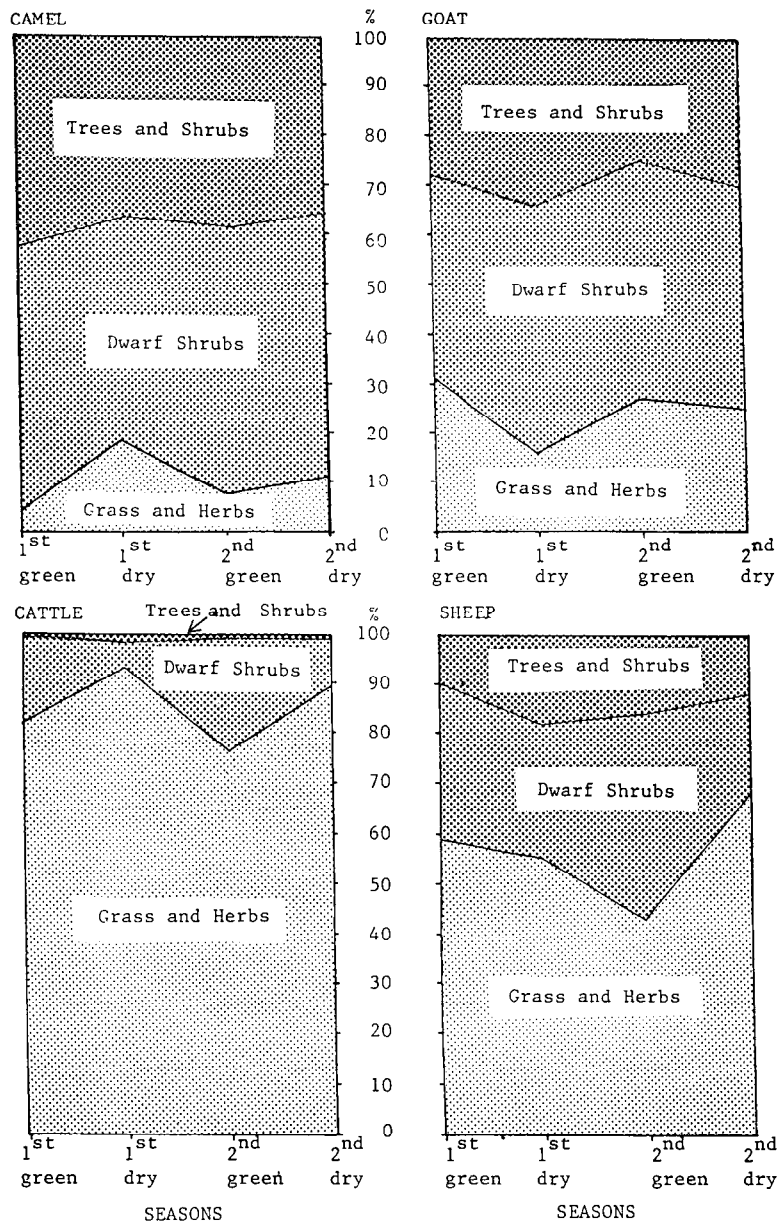 CAMEL
%
GOAT
100
90
80
70
60
50
40
30
20
10
0
Trees and Shrubs
Dwarf Shrubs
Grass and Herbs
Trees and Shrubs
Dwarf Shrubs
Grass and Herbs
1st 1st 2nd 2nd
green dry green dry
1st 1st 2nd 2nd
green dry green dry
CATTLE
Trees and Shrubs
%
SHEEP
100
90
80
70
60
50
40
30
20
10
0
Dwarf Shrubs
Grass and Herbs
Trees and Shrubs
Dwarf Shrubs
Grass and Herbs
1st 1st 2nd 2nd
green dry green dry
1st 1st 2nd 2nd
green dry green dry
SEASONS
SEASONS